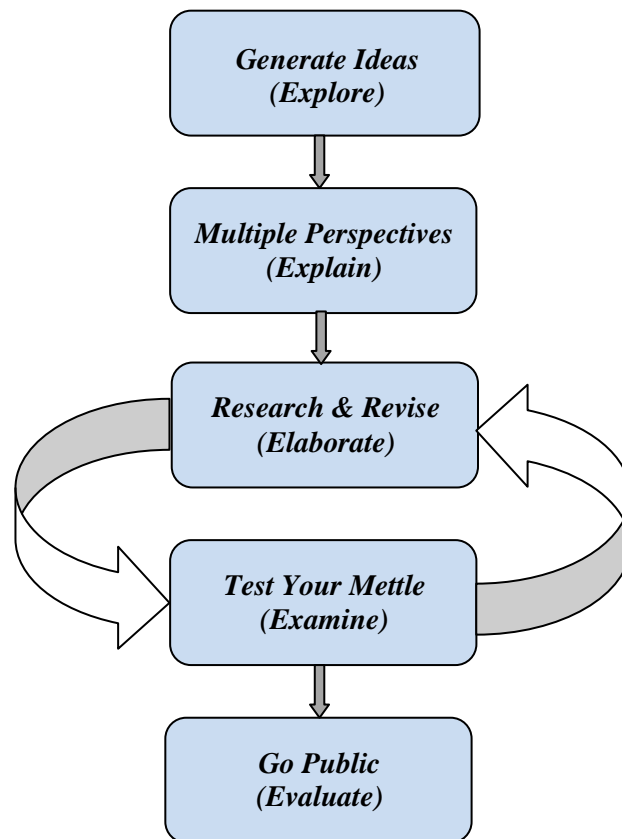 Generate Ideas
(Explore)
Multiple Perspectives
(Explain)
Research & Revise
(Elaborate)
Test Your Mettle
(Examine)
Go Public
(Evaluate)